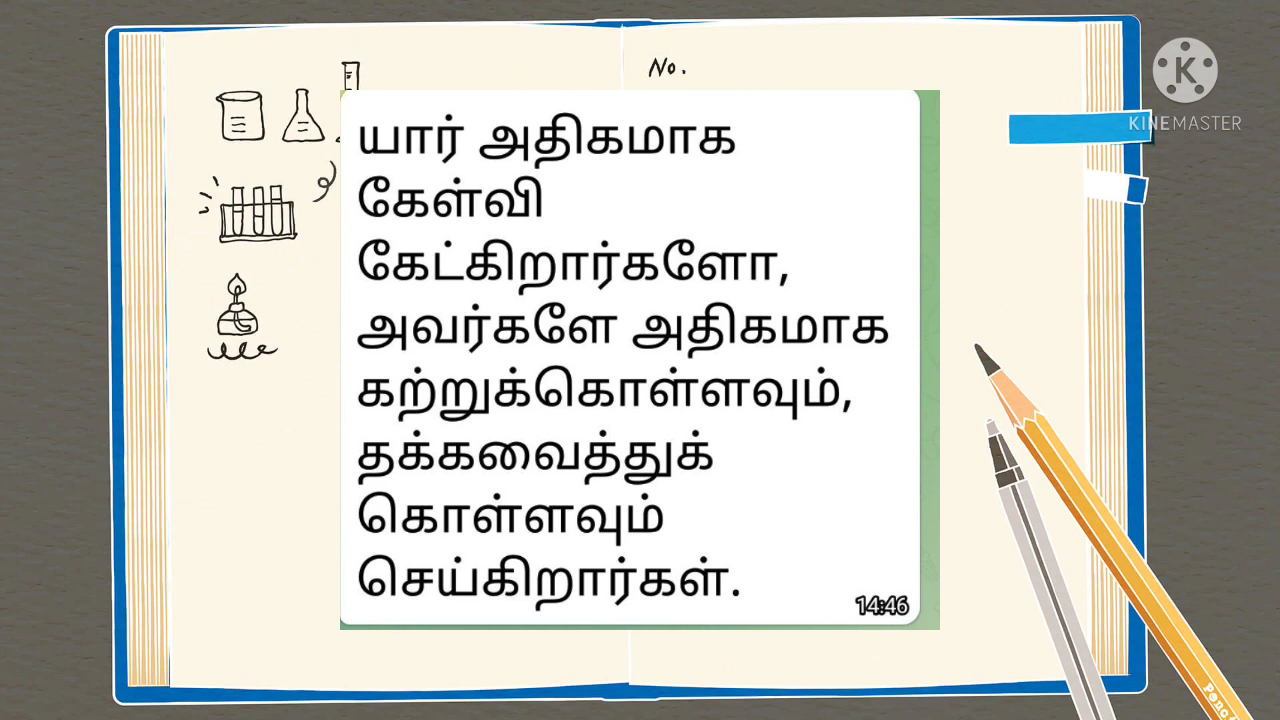 No.
KINEMASTER
யார் அதிகமாக
கேள்வி
கேட்கிறார்களோ,
அவர்களே அதிகமாக
கற்றுக்கொள்ளவும்,
தக்கவைத்துக்
கொள்ளவும்
செய்கிறார்கள்.
14:46